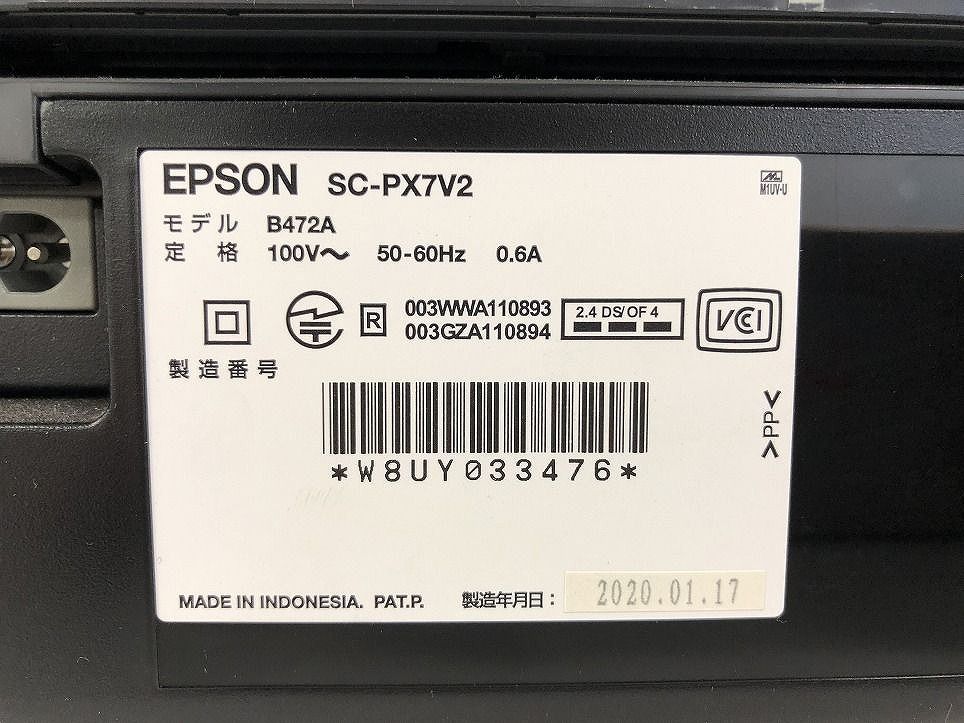 EPSON SC-PX7V2
M1UV-U
モデル B472A
定 格 100V～ 50-60Hz 0.6A
R 003WWA110893 2.4 DS/OF 4 VCI
003GZA110894
製造番号
*W8UY033476*
>PP<
MADE IN INDONESIA. PAT.P. 製造年月日： 2020.01.17